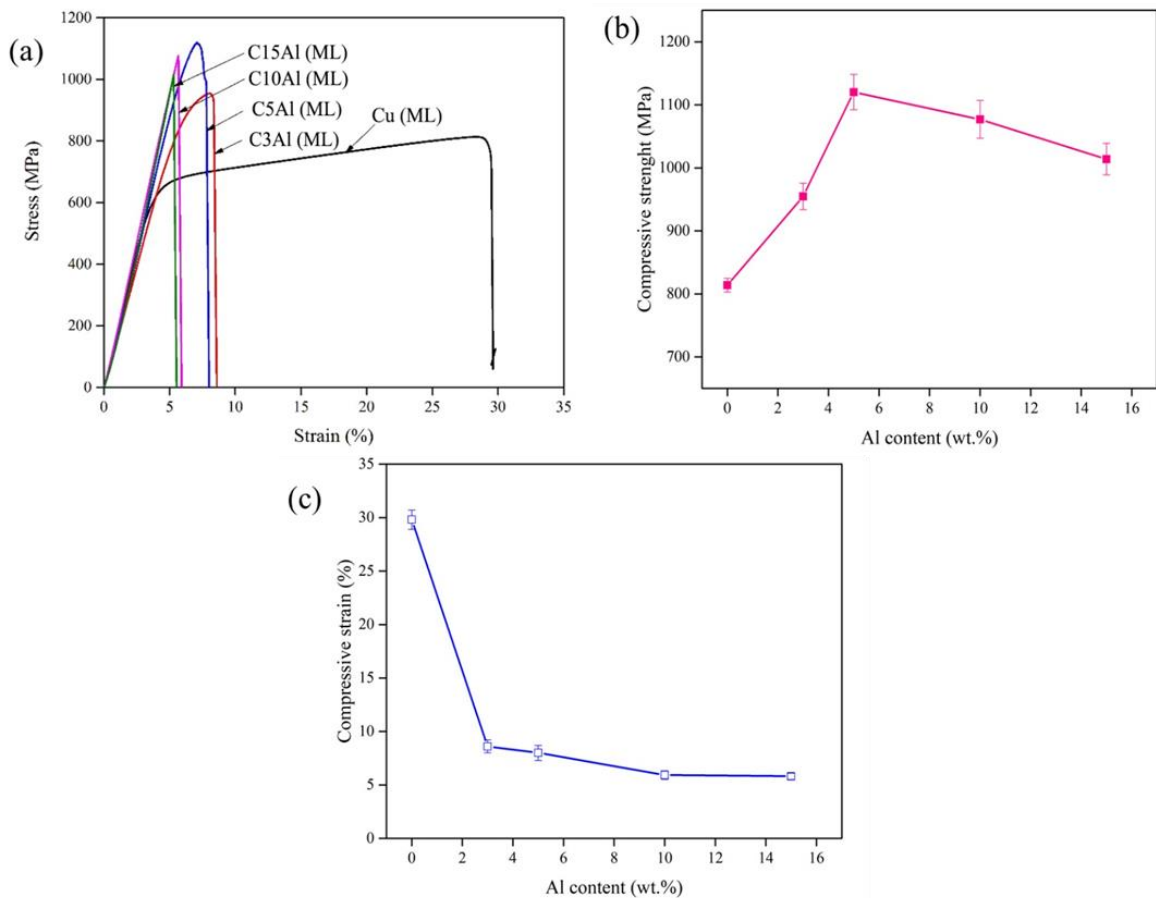 (a)
1200
1000
800
600
400
200
0
Stress (MPa)
C15Al (ML)
C10Al (ML)
C5Al (ML)
C3Al (ML)
Cu (ML)
0 5 10 15 20 25 30 35
Strain (%)
(b)
1200
1100
1000
900
800
700
Compressive strenght (MPa)
0 2 4 6 8 10 12 14 16
Al content (wt.%)
(c)
35
30
25
20
15
10
5
0
Compressive strain (%)
0 2 4 6 8 10 12 14 16
Al content (wt.%)